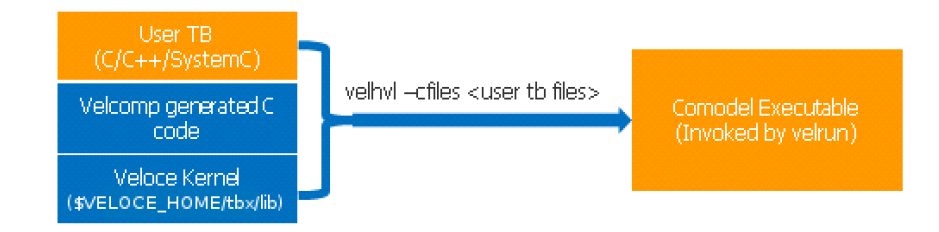 User TB
(C/C++/SystemC)
Velcomp generated C
code
Veloce Kernel
($VELOCE_HOME/tbx/lib)
velhvl –cfiles <user tb files>
Comodel Executable
(Invoked by velrun)